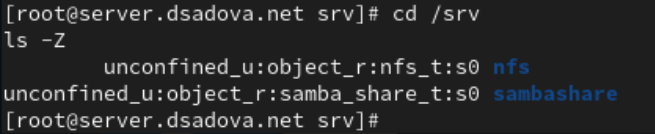 [root@server.dsadova.net srv]# cd /srv
ls -Z
unconfined_u:object_r:nfs_t:s0 nfs
unconfined_u:object_r:samba_share_t:s0 sambashare
[root@server.dsadova.net srv]#